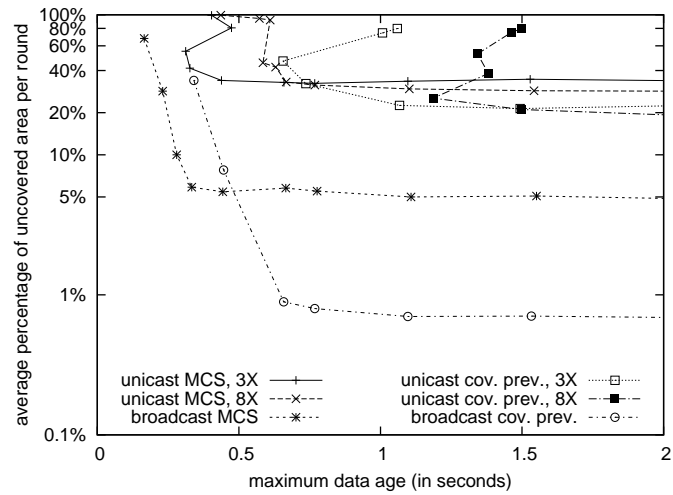 100%
80%
60%
40%
20%
10%
5%
1%
0.1%
average percentage of uncovered area per round
unicast MCS, 3X
unicast MCS, 8X
broadcast MCS
unicast cov. prev., 3X
unicast cov. prev., 8X
broadcast cov. prev.
0
0.5
1
1.5
2
maximum data age (in seconds)